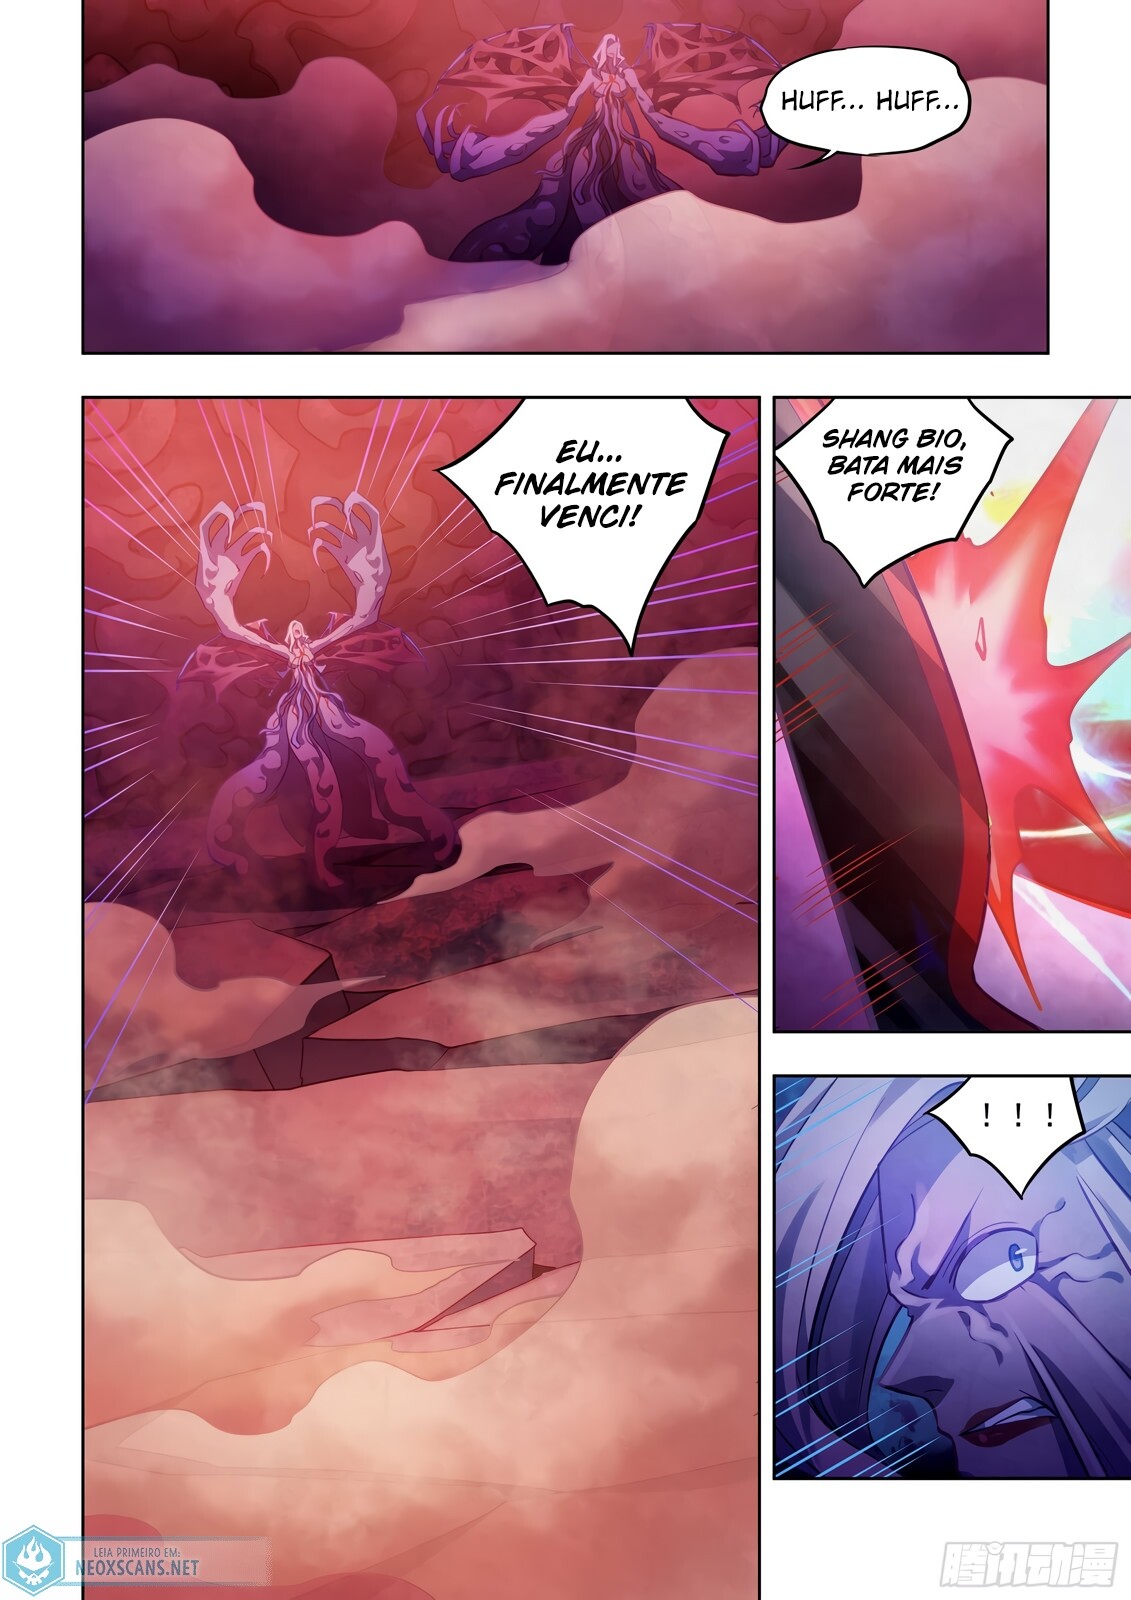 HUFF... HUFF...
EU...
FINALMENTE
VENCI!
SHANG BIO,
BATA MAIS
FORTE!
!!!
LEIA PRIMEIRO EM:
NEOXSCANS.NET
腾讯动漫